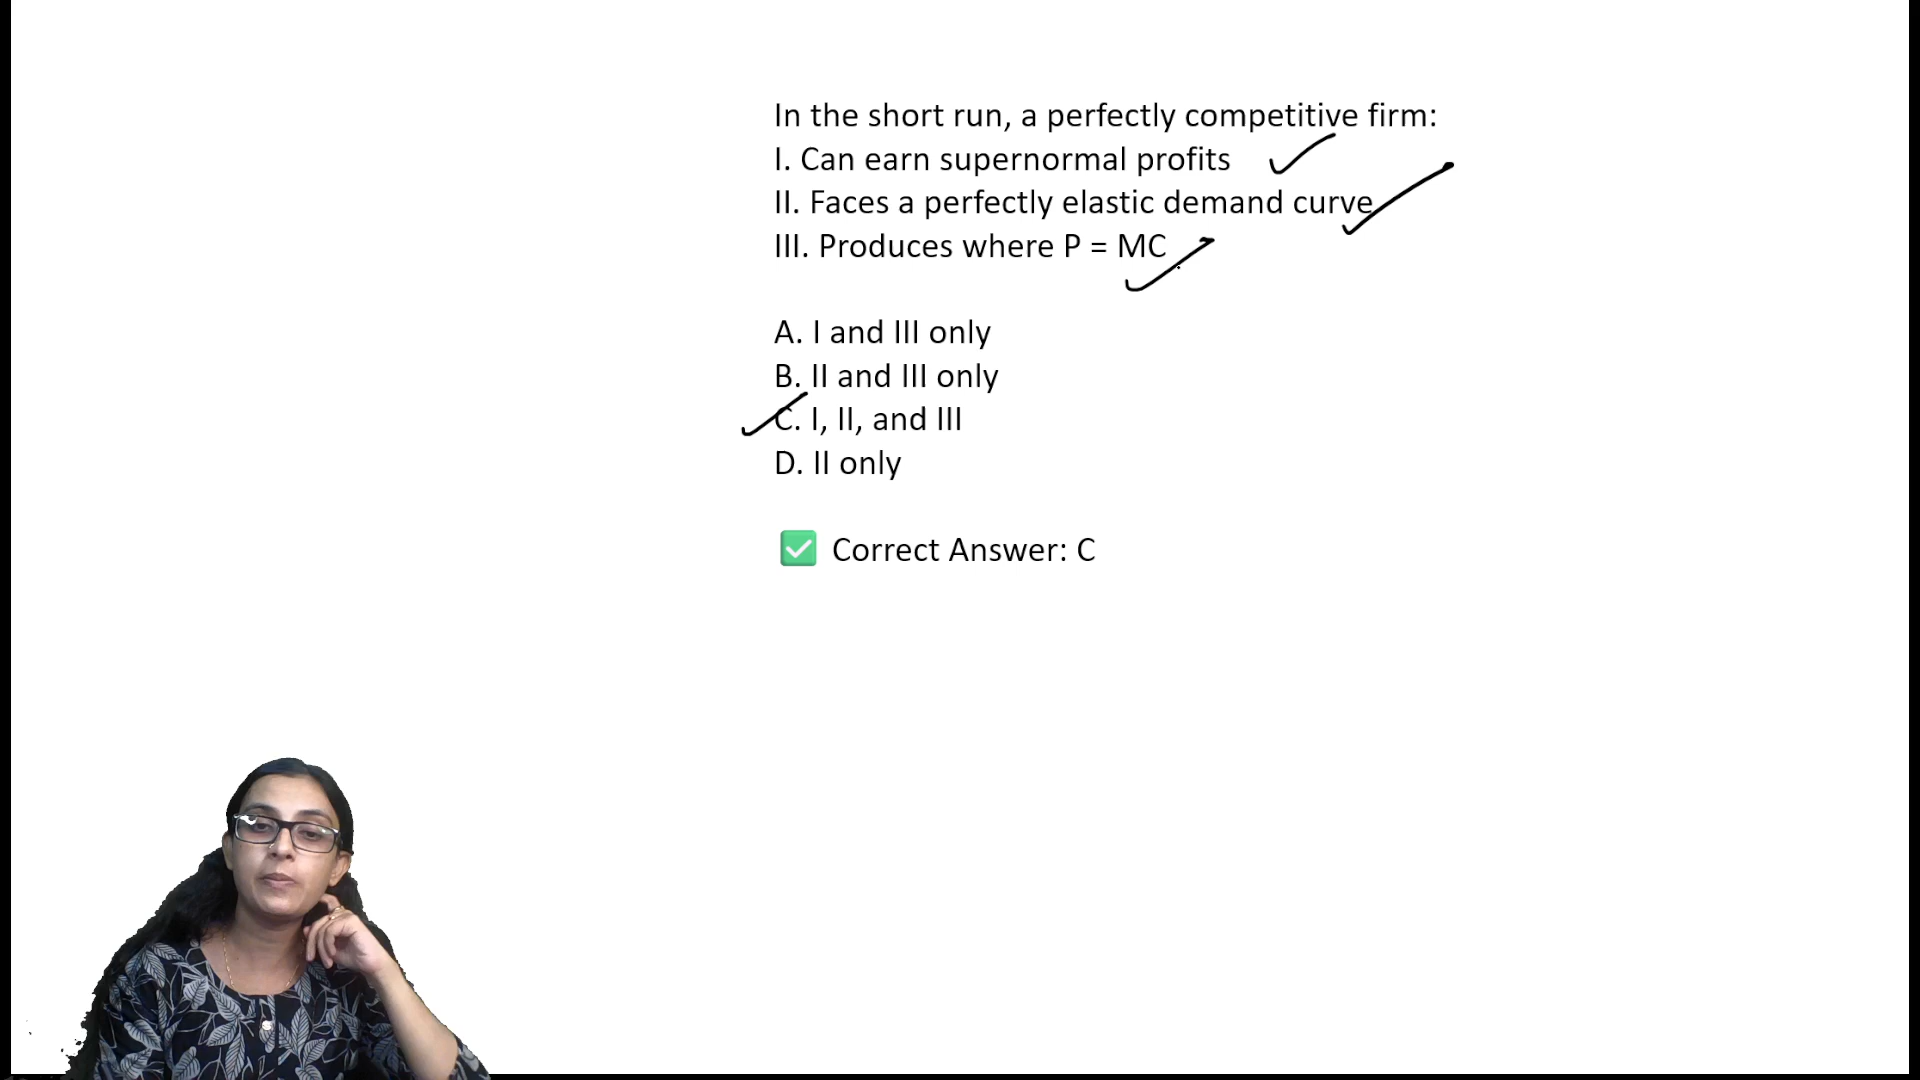 In the short run, a perfectly competitive firm:
I. Can earn supernormal profits
II. Faces a perfectly elastic demand curve
III. Produces where P = MC
A. I and III only
B. II and III only
C. I, II, and III
D. II only
✅ Correct Answer: C